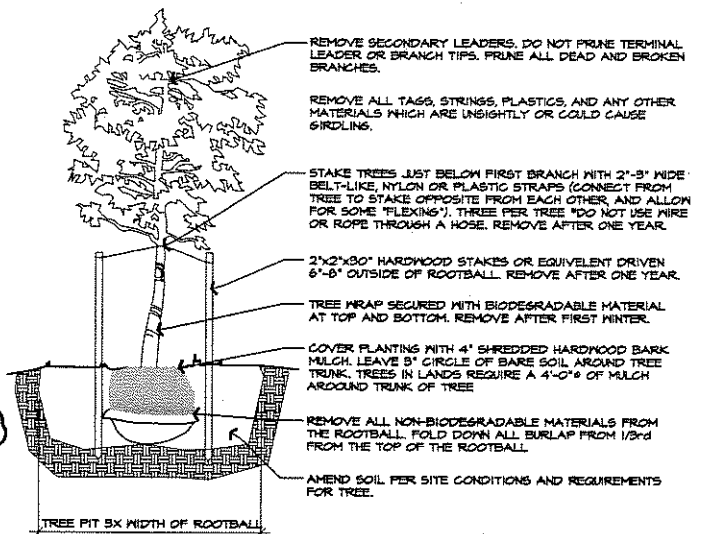 REMOVE SECONDARY LEADERS. DO NOT PRUNE TERMINAL
LEADER OR BRANCH TIPS. PRUNE ALL DEAD AND BROKEN
BRANCHES.
REMOVE ALL TAGS, STRINGS, PLASTICS, AND ANY OTHER
MATERIALS WHICH ARE UNSIGHTLY OR COULD CAUSE
GIRDLING.
STAKE TREES JUST BELOW FIRST BRANCH WITH 2"-3" WIDE
BELT-LIKE, NYLON OR PLASTIC STRAPS (CONNECT FROM
TREE TO STAKE OPPOSITE FROM EACH OTHER, AND ALLOW
FOR SOME "FLEXING"). THREE PER TREE *DO NOT USE WIRE
OR ROPE THROUGH A HOSE. REMOVE AFTER ONE YEAR.
2"x2"x90" HARDWOOD STAKES OR EQUIVELENT DRIVEN
6"-8" OUTSIDE OF ROOTBALL. REMOVE AFTER ONE YEAR.
TREE WRAP SECURED WITH BIODEGRADABLE MATERIAL
AT TOP AND BOTTOM. REMOVE AFTER FIRST WINTER.
COVER PLANTING WITH 4" SHREDDED HARDWOOD BARK
MULCH. LEAVE 3" CIRCLE OF BARE SOIL AROUND TREE
TRUNK. TREES IN LANDS REQUIRE A 4'-0"ø OF MULCH
AROOUND TRUNK OF TREE
REMOVE ALL NON-BIODEGRADABLE MATERIALS FROM
THE ROOTBALL. FOLD DOWN ALL BURLAP FROM 1/3rd
FROM THE TOP OF THE ROOTBALL
AMEND SOIL PER SITE CONDITIONS AND REQUIREMENTS
FOR TREE.
TREE PIT 3X WIDTH OF ROOTBALL